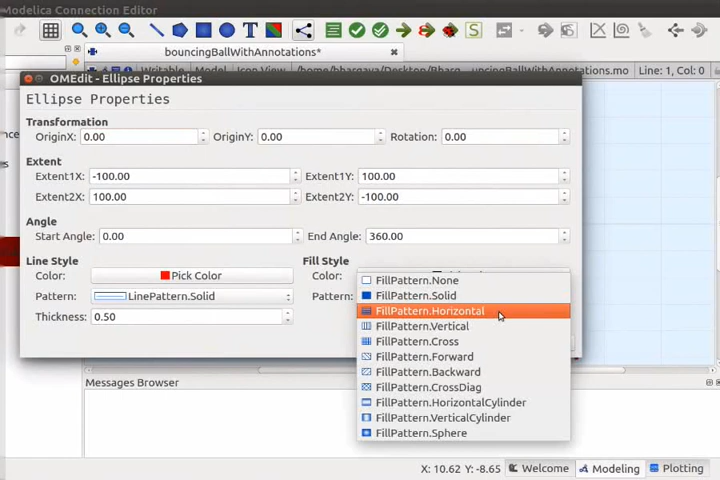 Modelica Connection Editor
bouncingBallWithAnnotations*
Writable Model Icon View /home/bhargava/Desktop/Bharg uncingBallWithAnnotations.mo Line: 1, Col: 0
OMEdit - Ellipse Properties
Ellipse Properties
Transformation
OriginX: 0.00 OriginY: 0.00 Rotation: 0.00
Extent
Extent1X: -100.00 Extent1Y: 100.00
Extent2X: 100.00 Extent2Y: -100.00
Angle
Start Angle: 0.00 End Angle: 360.00
Line Style Fill Style
Color: Pick Color Color:
Pattern: LinePattern.Solid Pattern:
Thickness: 0.50
FillPattern.None
FillPattern.Solid
FillPattern.Horizontal
FillPattern.Vertical
FillPattern.Cross
FillPattern.Forward
FillPattern.Backward
FillPattern.CrossDiag
FillPattern.HorizontalCylinder
FillPattern.VerticalCylinder
FillPattern.Sphere
Messages Browser
X: 10.62 Y: -8.65 Welcome Modeling Plotting